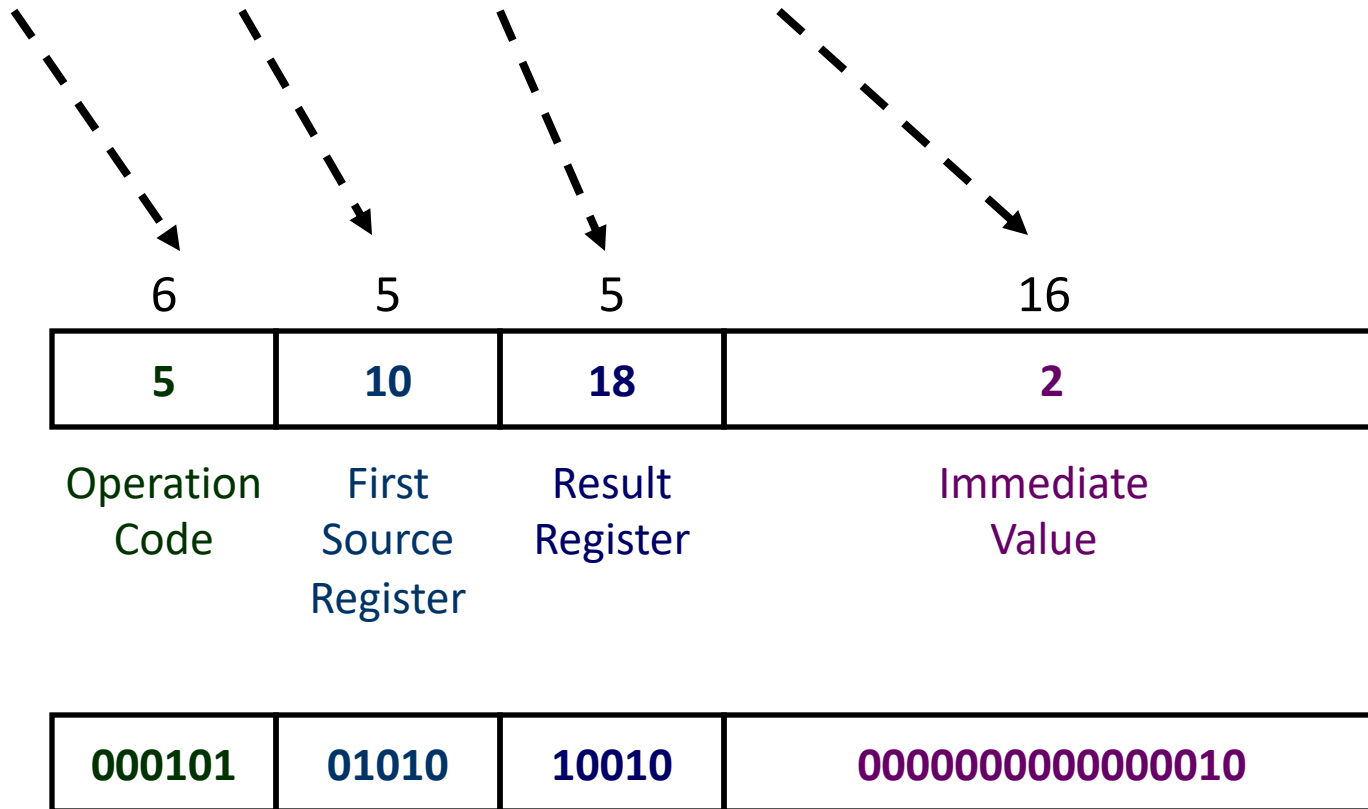 6 5 5 16
5 10 18 2
Operation First Result Immediate
Code Source Register Value
Register
000101 01010 10010 0000000000000010